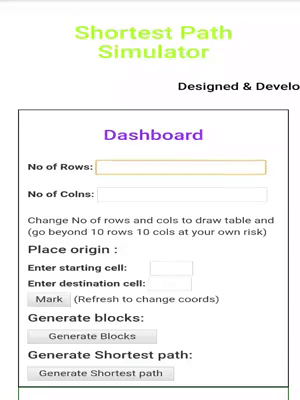 Shortest Path
Simulator
Designed & Develo
Dashboard
No of Rows:
No of Colns:
Change No of rows and cols to draw table and
(go beyond 10 rows 10 cols at your own risk)
Place origin :
Enter starting cell:
Enter destination cell:
Mark (Refresh to change coords)
Generate blocks:
Generate Blocks
Generate Shortest path:
Generate Shortest path